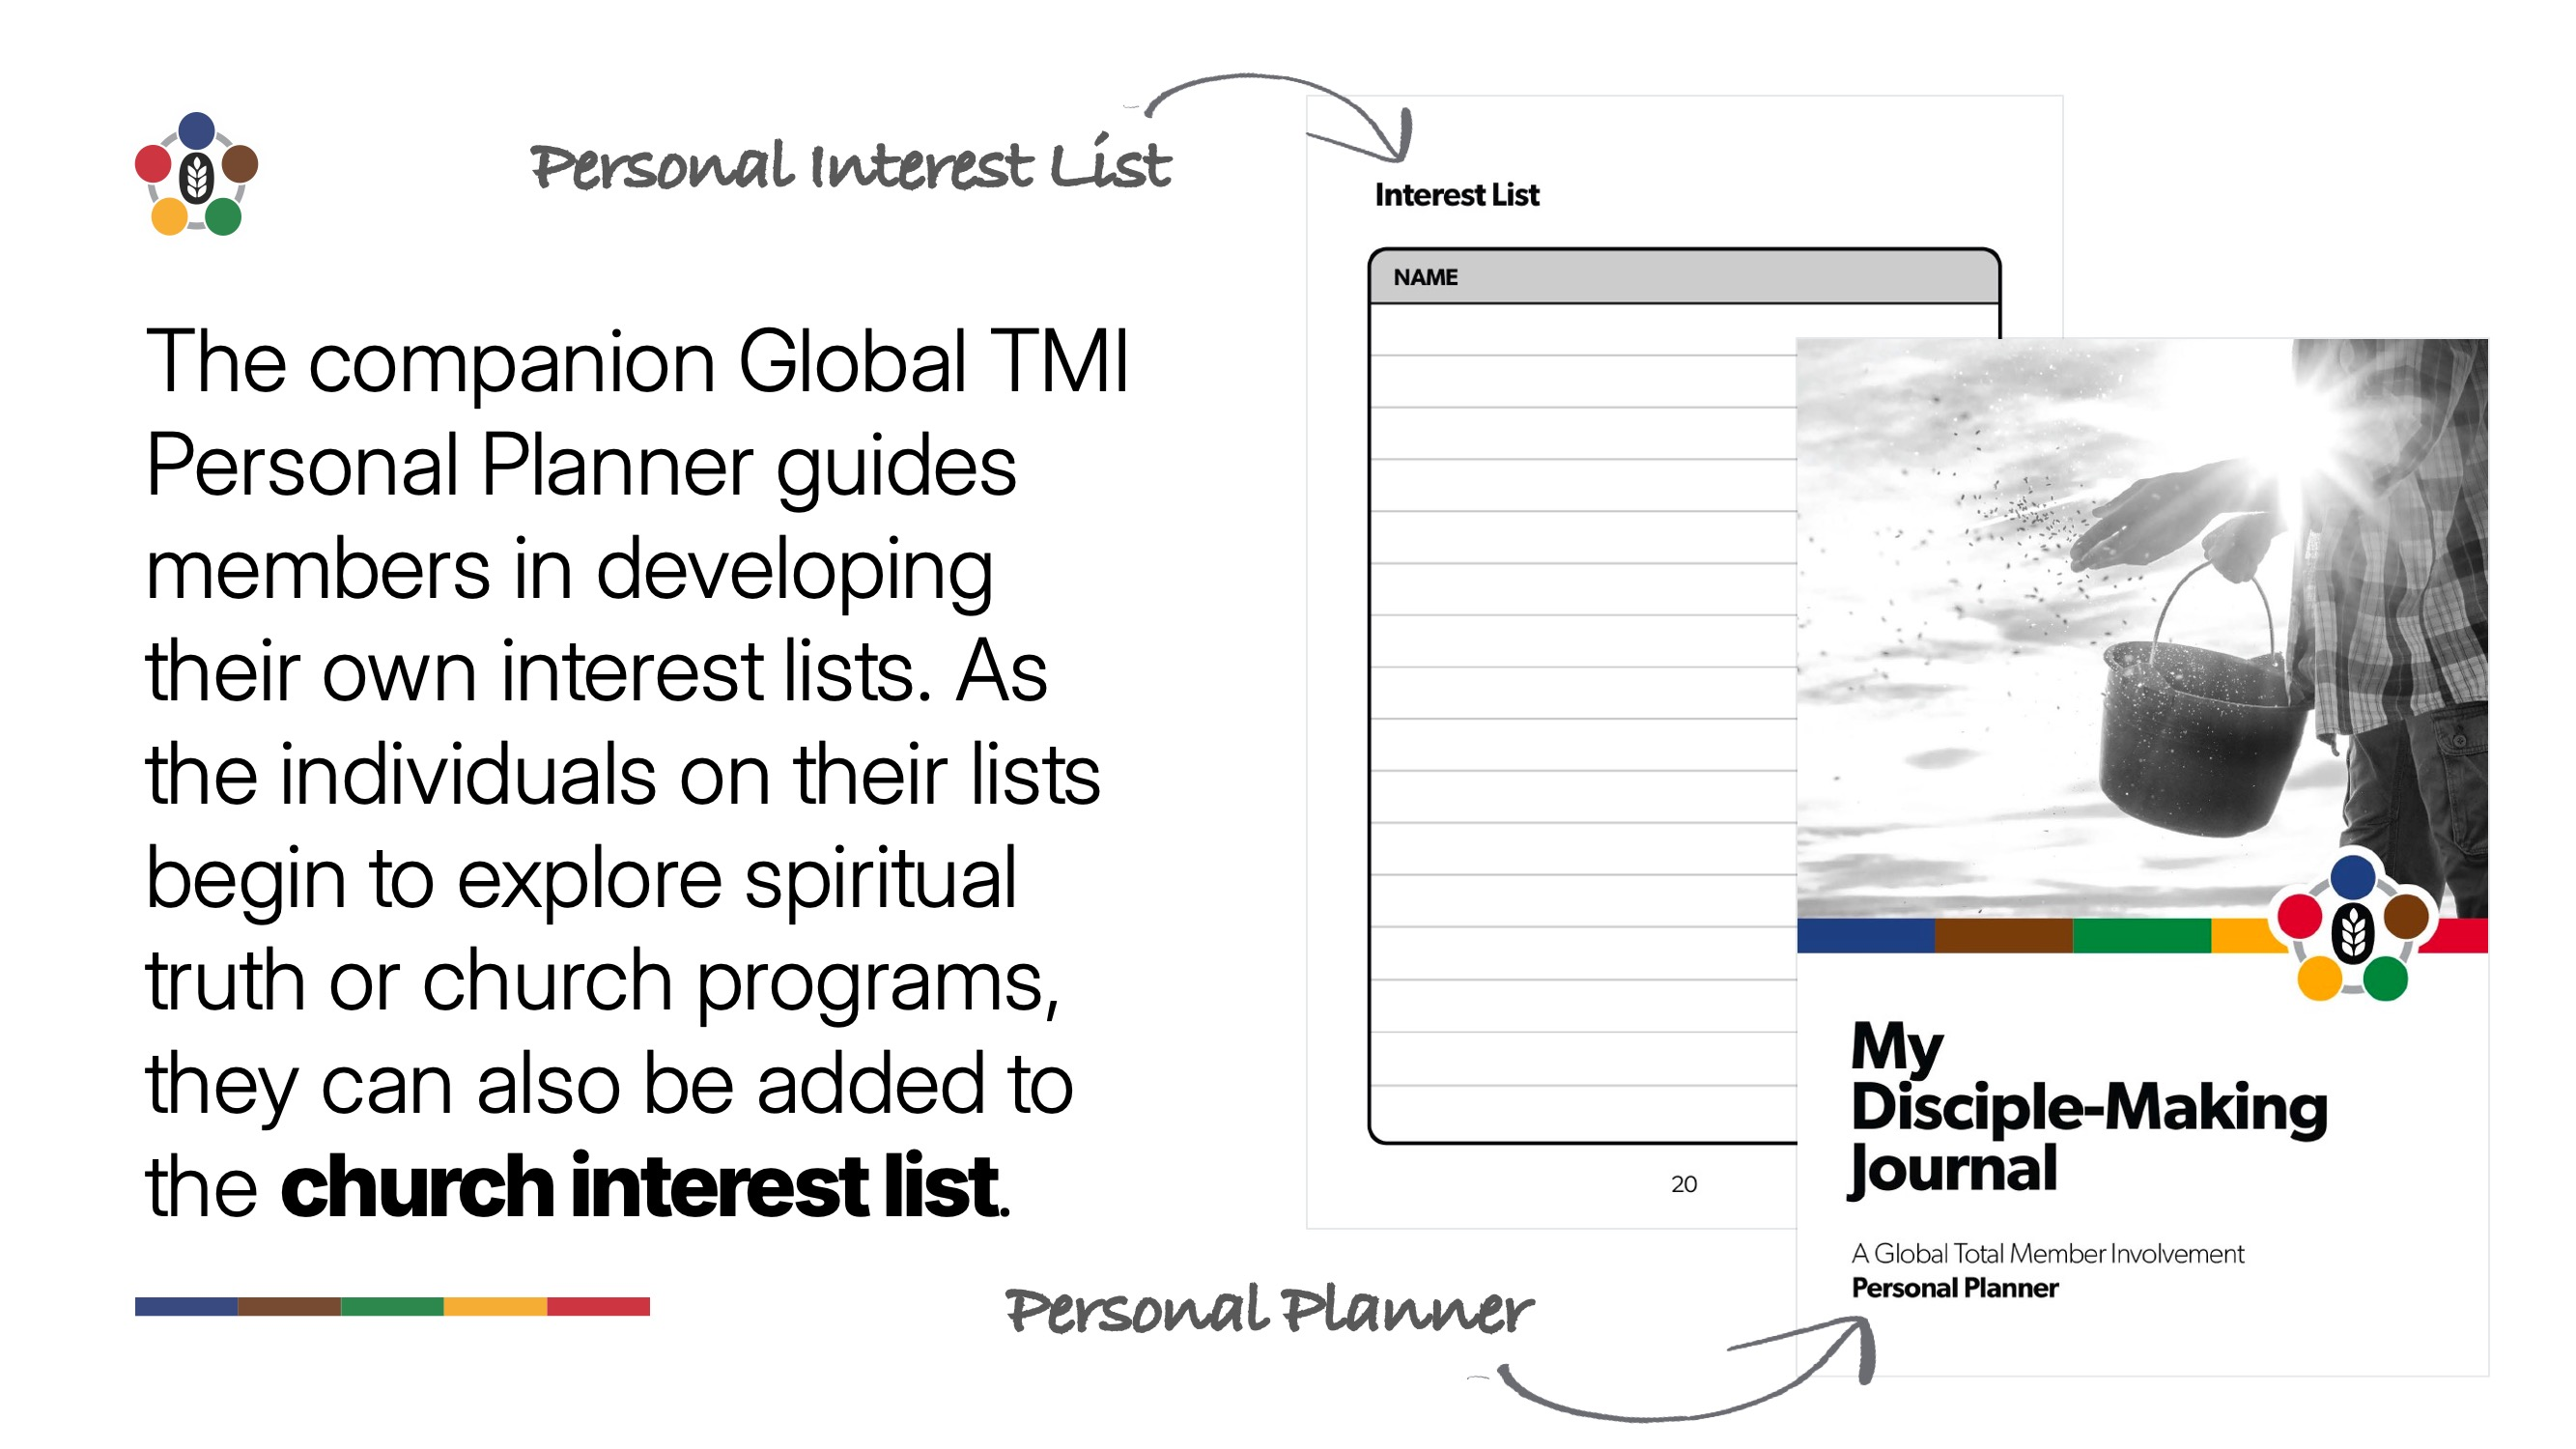 Personal Interest List
The companion Global TMI
Personal Planner guides
members in developing
their own interest lists. As
the individuals on their lists
begin to explore spiritual
truth or church programs,
they can also be added to
the church interest list.
Interest List
NAME
20
My
Disciple-Making
Journal
A Global Total Member Involvement
Personal Planner
Personal Planner